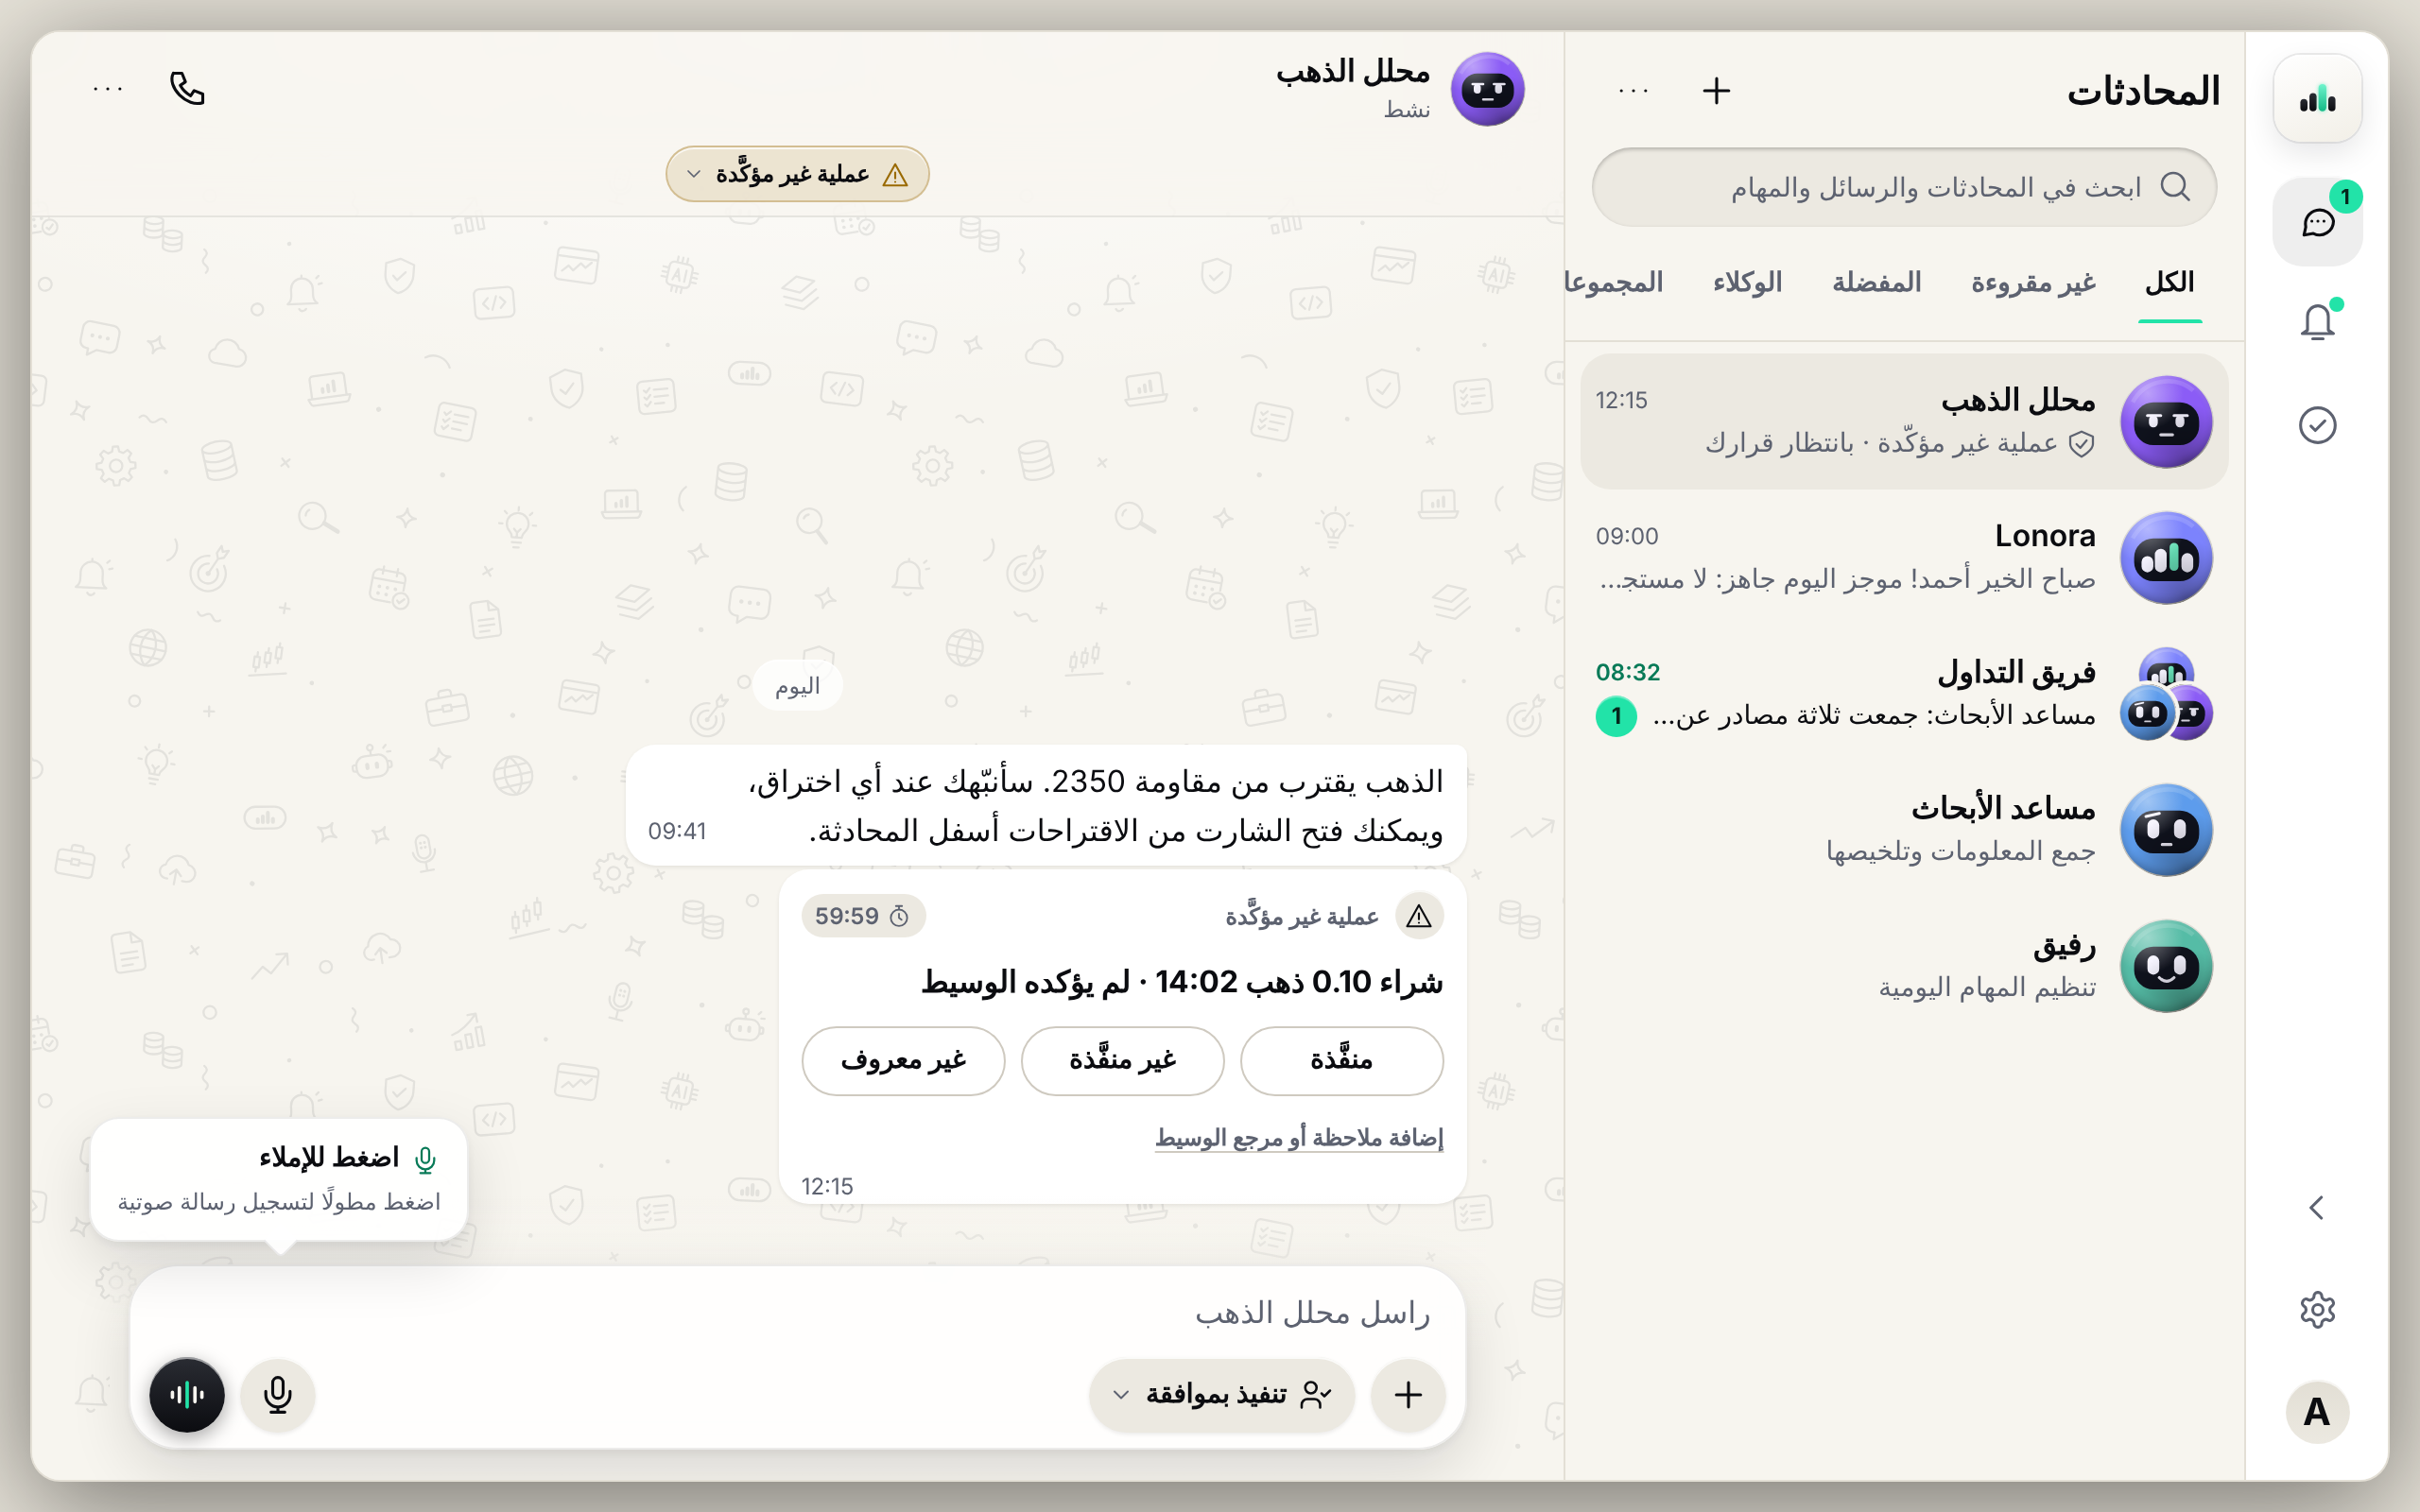 1
A
المحادثات
ابحث في المحادثات والرسائل والمهام
الكل
غير مقروءة
المفضلة
الوكلاء
محلل الذهب
12:15
عملية غير مؤكّدة · بانتظار قرارك
Lonora
09:00
صباح الخير أحمد! موجز اليوم جاهز: لا مستجـ...
فريق التداول
08:32
مساعد الأبحاث: جمعت ثلاثة مصادر عن...
1
مساعد الأبحاث
جمع المعلومات وتلخيصها
رفيق
تنظيم المهام اليومية
محلل الذهب
نشط
عملية غير مؤكَّدة
اليوم
الذهب يقترب من مقاومة 2350. سأنبّهك عند أي اختراق،
ويمكنك فتح الشارت من الاقتراحات أسفل المحادثة.
09:41
عملية غير مؤكَّدة
59:59
شراء 0.10 ذهب 14:02 · لم يؤكده الوسيط
منفَّذة
غير منفَّذة
غير معروف
إضافة ملاحظة أو مرجع الوسيط
12:15
اضغط للإملاء
اضغط مطولًا لتسجيل رسالة صوتية
راسل محلل الذهب
تنفيذ بموافقة